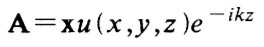 𝐀 = 𝐱u(x,y,z)e^{-ikz}